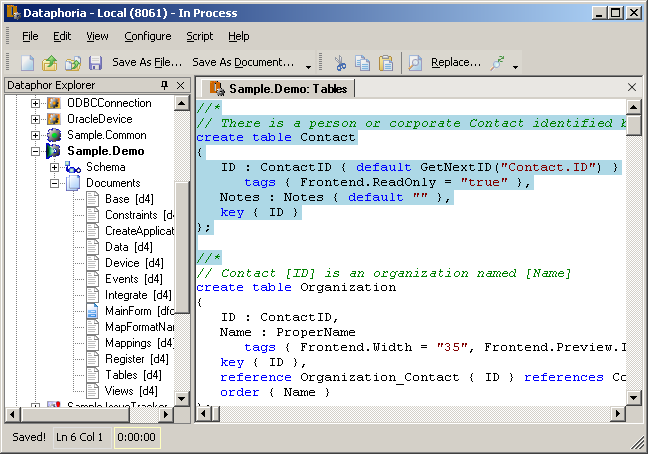 Dataphoria - Local (8061) - In Process
File Edit View Configure Script Help
Save As File... Save As Document... Replace...
Dataphor Explorer
ODBCConnection
OracleDevice
Sample.Common
Sample.Demo
Schema
Documents
Base [d4]
Constraints [d4]
CreateApplicat
Data [d4]
Device [d4]
Events [d4]
Integrate [d4]
MainForm [dfd
MapFormatNa
Mappings [d4]
Register [d4]
Tables [d4]
Views [d4]
Sample.IssueTracker
Sample.Demo: Tables
//*
// There is a person or corporate Contact identified b
create table Contact
{
ID : ContactID { default GetNextID("Contact.ID") }
tags { Frontend.ReadOnly = "true" },
Notes : Notes { default "" },
key { ID }
};
//*
// Contact [ID] is an organization named [Name]
create table Organization
{
ID : ContactID,
Name : ProperName
tags { Frontend.Width = "35", Frontend.Preview.I
key { ID },
reference Organization_Contact { ID } references Co
order { Name }
};
Saved! Ln 6 Col 1 0:00:00